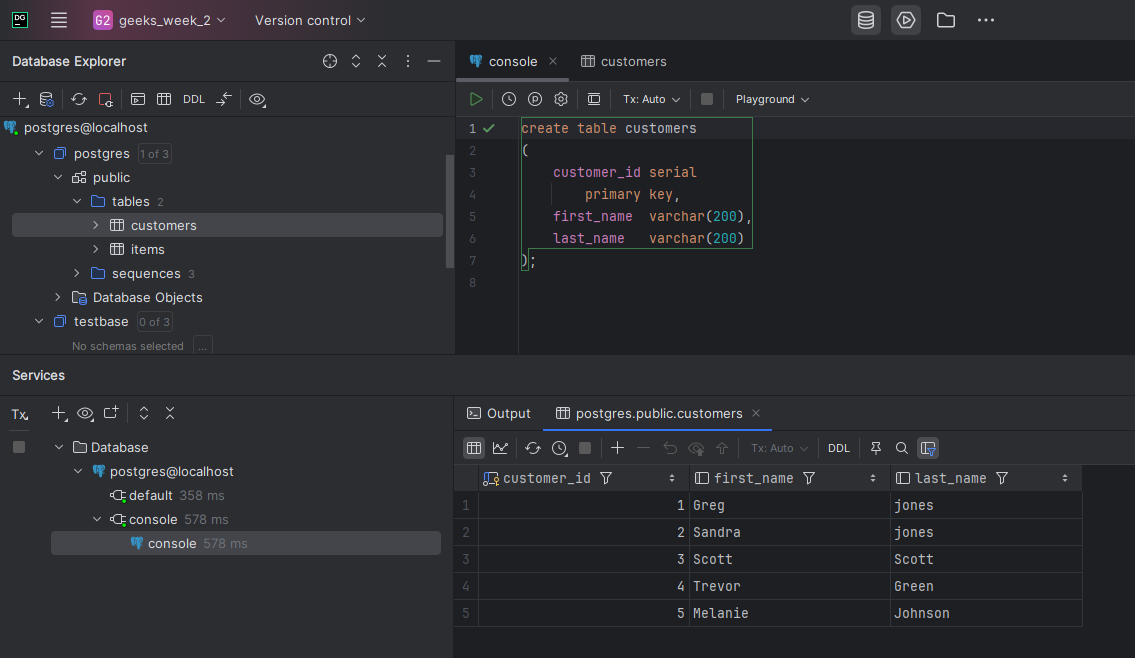 DG
G2 geeks_week_2 Version control
Database Explorer
console customers
DDL
Tx: Auto Playground
postgres@localhost
postgres 1 of 3
public
tables 2
customers
items
sequences 3
Database Objects
testbase 0 of 3
No schemas selected ...
1 create table customers
2 (
3 customer_id serial
4 primary key,
5 first_name varchar(200),
6 last_name varchar(200)
7 );
8
Services
Tx
Database
postgres@localhost
default 358 ms
console 578 ms
console 578 ms
Output postgres.public.customers
Tx: Auto DDL
customer_id first_name last_name
1 1 Greg jones
2 2 Sandra jones
3 3 Scott Scott
4 4 Trevor Green
5 5 Melanie Johnson